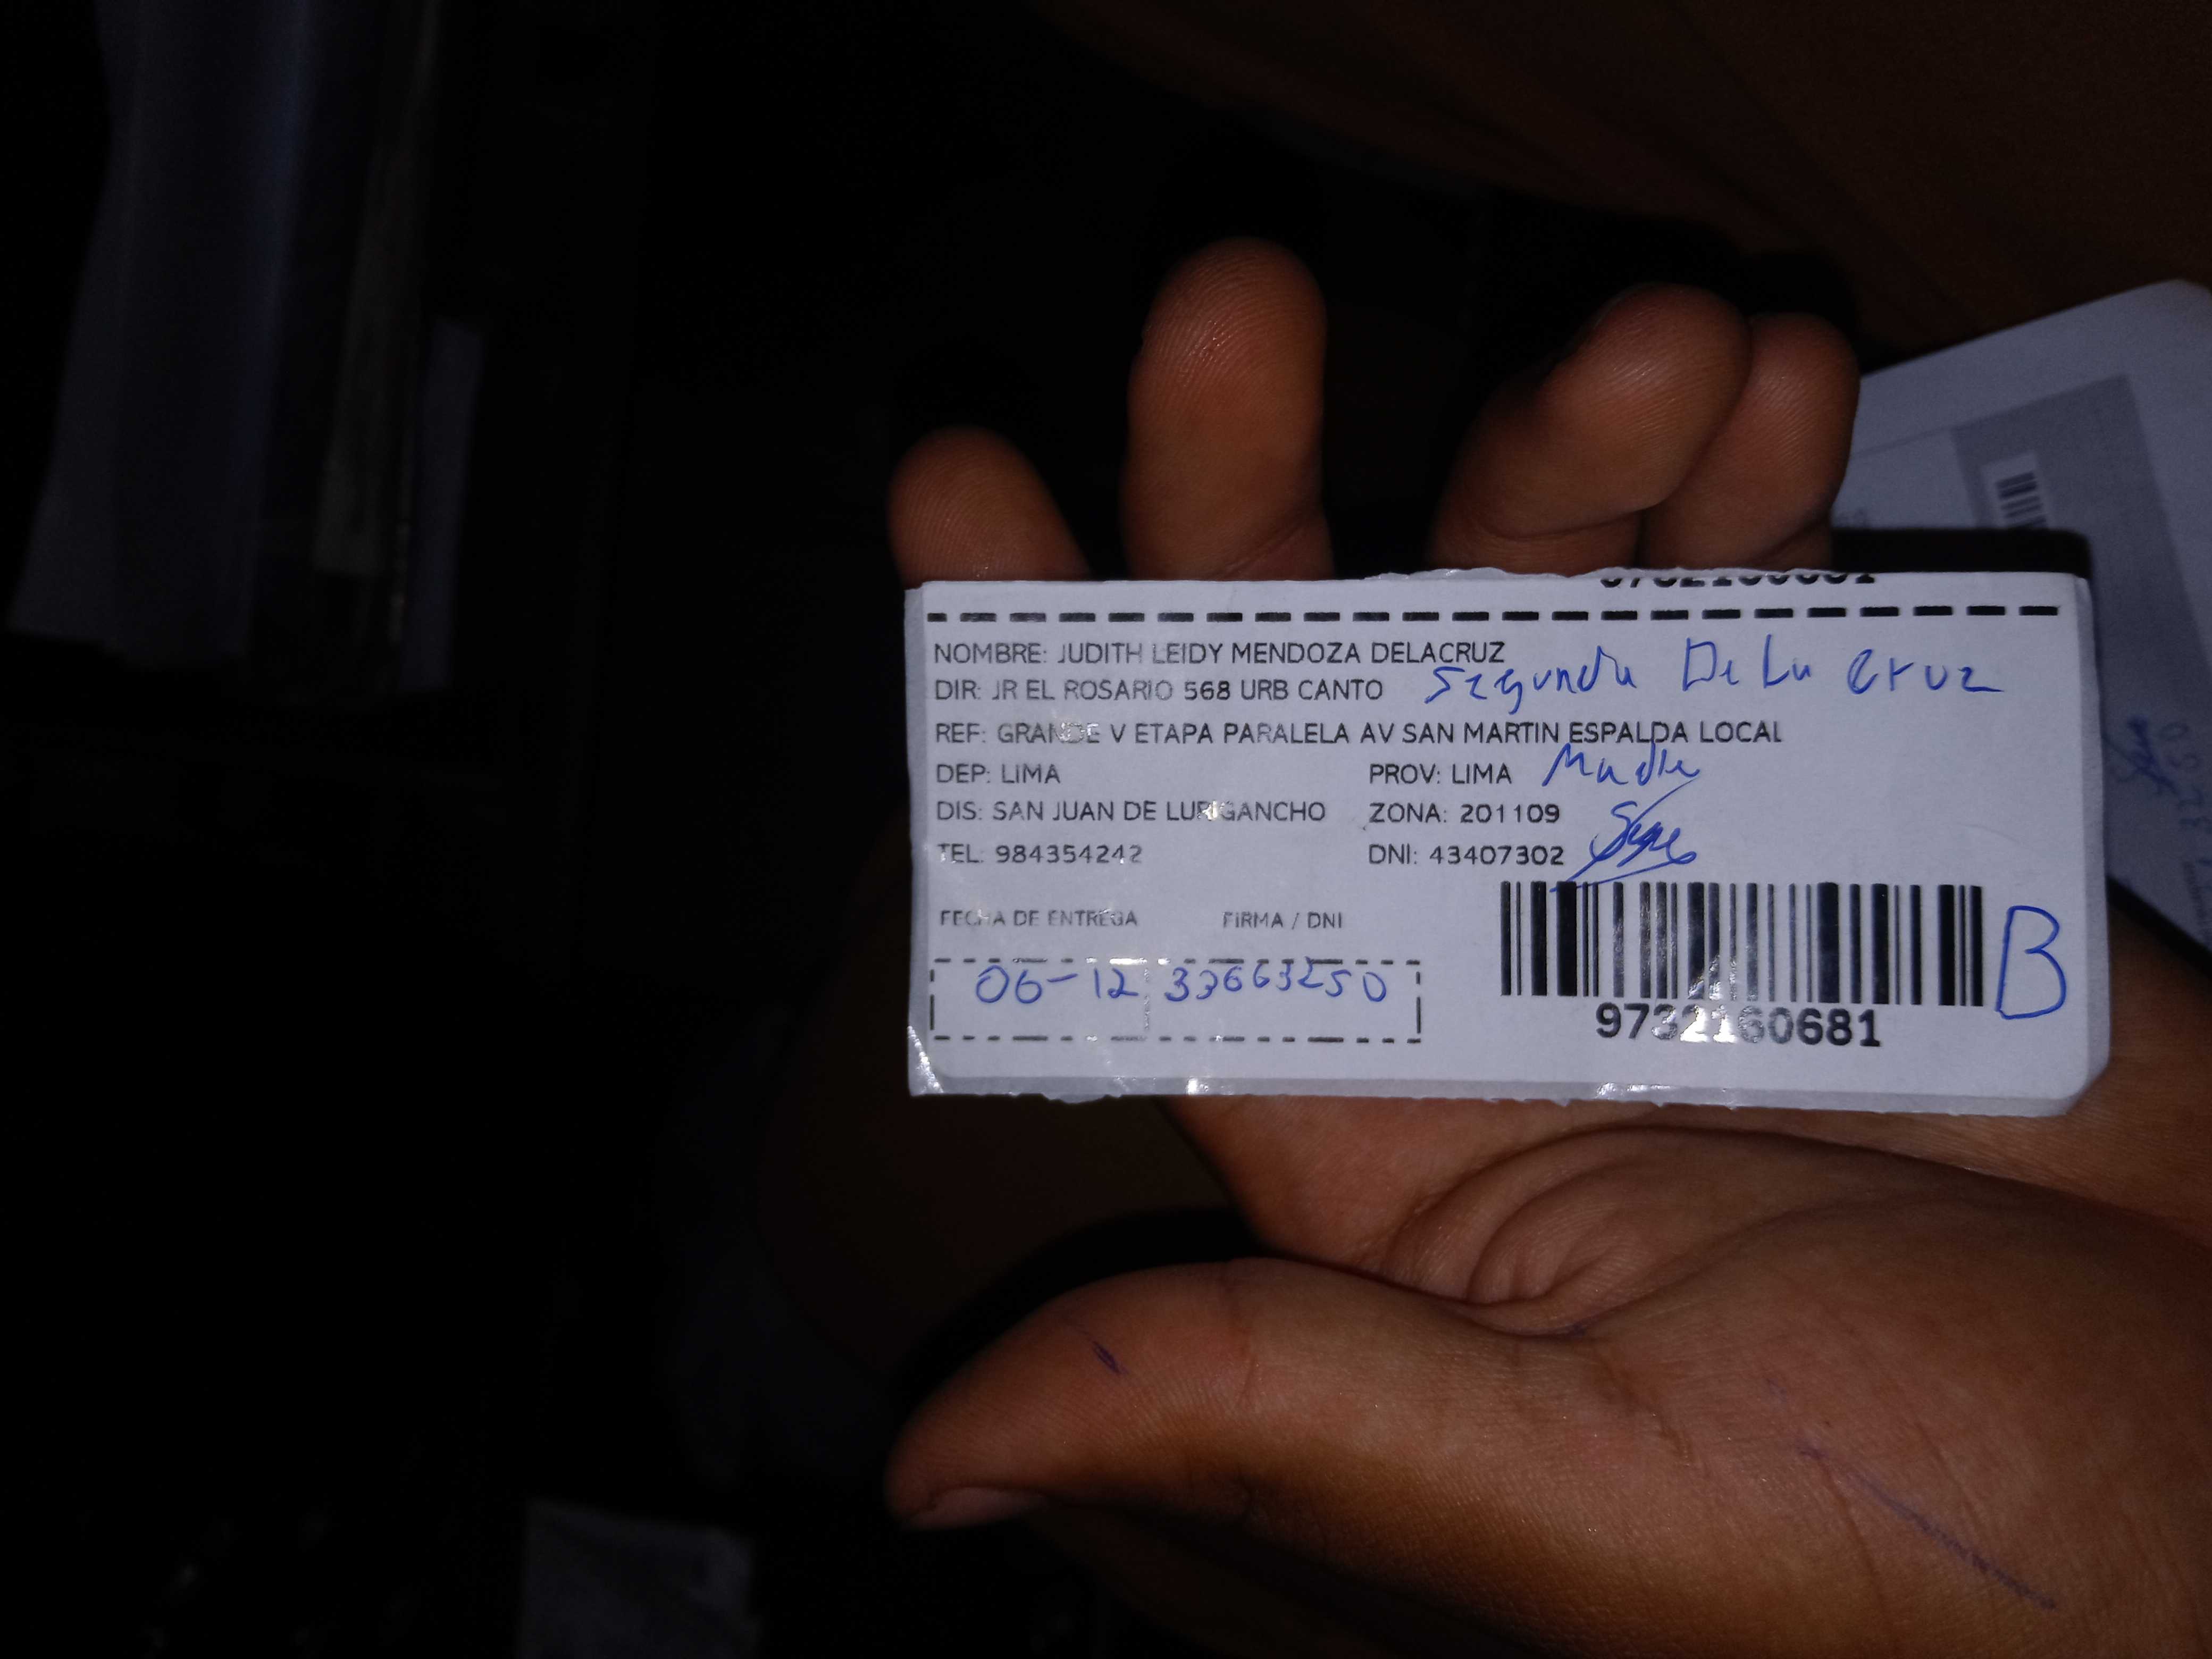 9732160681
NOMBRE: JUDITH LEIDY MENDOZA DELACRUZ
Segunda De La Cruz
DIR: JR EL ROSARIO 568 URB CANTO
REF: GRANDE V ETAPA PARALELA AV SAN MARTIN ESPALDA LOCAL
DEP: LIMA PROV: LIMA Madre
DIS: SAN JUAN DE LURIGANCHO ZONA: 201109
TEL: 984354242 DNI: 43407302
FECHA DE ENTREGA FIRMA / DNI
06-12 33663250
B
9732160681